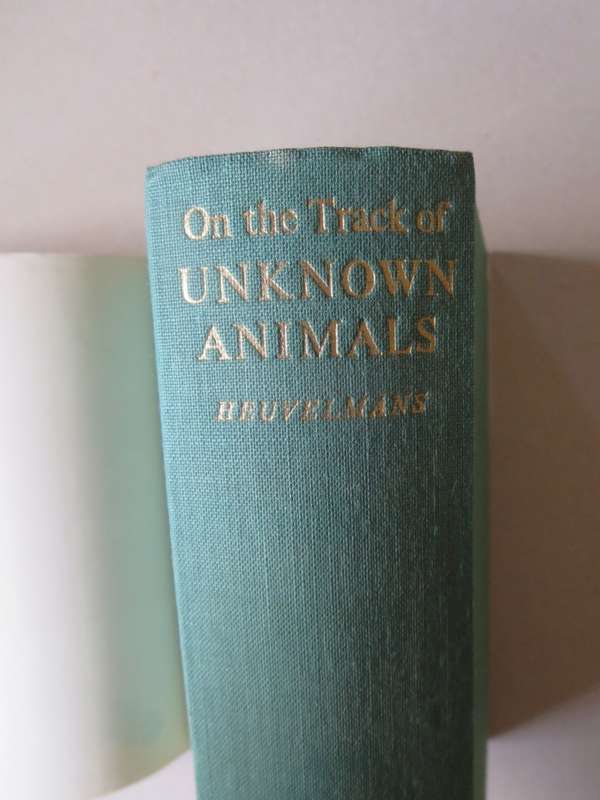 On the Track of
UNKNOWN
ANIMALS
HEUVELMANS